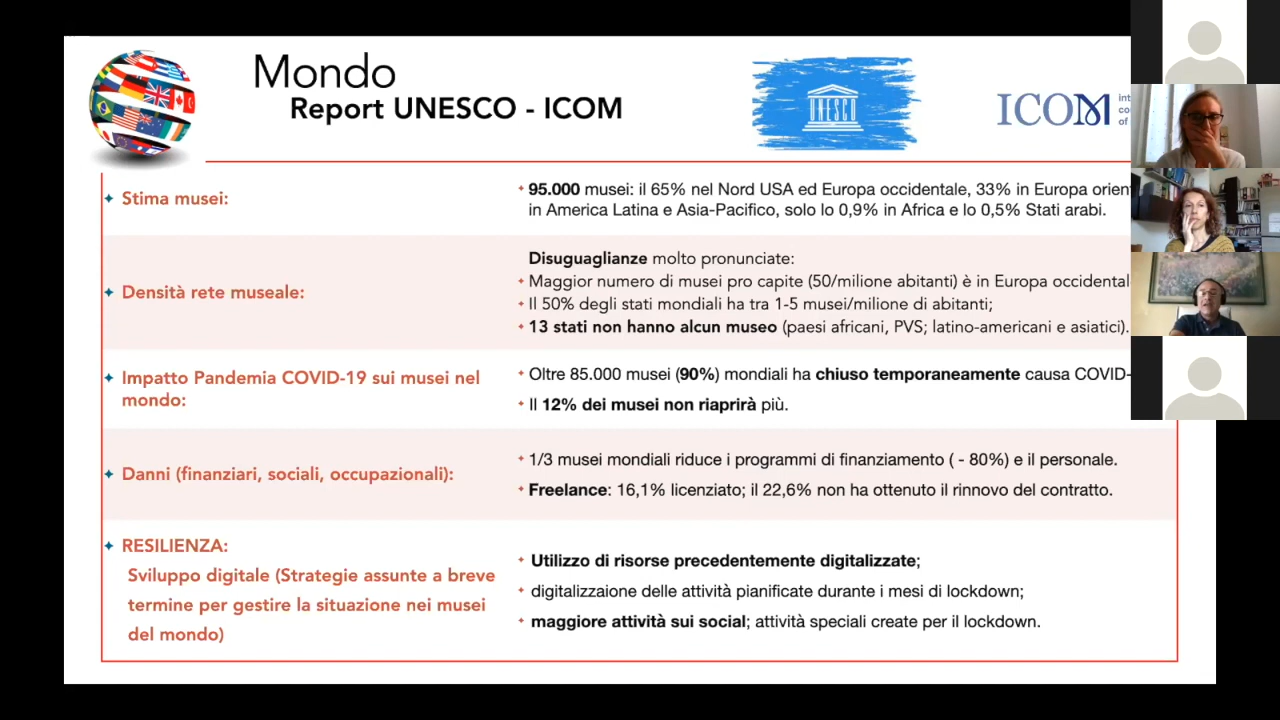 Mondo
Report UNESCO - ICOM
UNESCO
ICOM
✦ Stima musei:
95.000 musei: il 65% nel Nord USA ed Europa occidentale, 33% in Europa
in America Latina e Asia-Pacifico, solo lo 0,9% in Africa e lo 0,5% Stati arabi.
✦ Densità rete museale:
Disuguaglianze molto pronunciate:
Maggior numero di musei pro capite (50/milione abitanti) è in Europa
Il 50% degli stati mondiali ha tra 1-5 musei/milione di abitanti;
13 stati non hanno alcun museo (paesi africani, PVS; latino-americani e asiatici).
✦ Impatto Pandemia COVID-19 sui musei nel
mondo:
Oltre 85.000 musei (90%) mondiali ha chiuso temporaneamente causa COVID-
Il 12% dei musei non riaprirà più.
✦ Danni (finanziari, sociali, occupazionali):
1/3 musei mondiali riduce i programmi di finanziamento ( - 80%) e il personale.
Freelance: 16,1% licenziato; il 22,6% non ha ottenuto il rinnovo del contratto.
✦ RESILIENZA:
Sviluppo digitale (Strategie assunte a breve
termine per gestire la situazione nei musei
del mondo)
Utilizzo di risorse precedentemente digitalizzate;
digitalizzaione delle attività pianificate durante i mesi di lockdown;
maggiore attività sui social; attività speciali create per il lockdown.